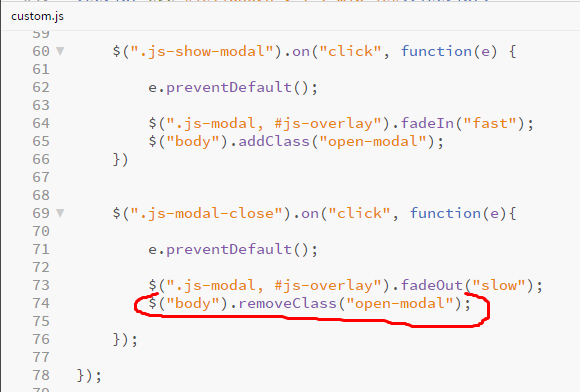 custom.js
59
60 $(".js-show-modal").on("click", function(e) {
61
62 e.preventDefault();
63
64 $(".js-modal, #js-overlay").fadeIn("fast");
65 $("body").addClass("open-modal");
66 })
67
68
69 $(".js-modal-close").on("click", function(e){
70
71 e.preventDefault();
72
73 $(".js-modal, #js-overlay").fadeOut("slow");
74 $("body").removeClass("open-modal");
75
76 });
77
78 });
79